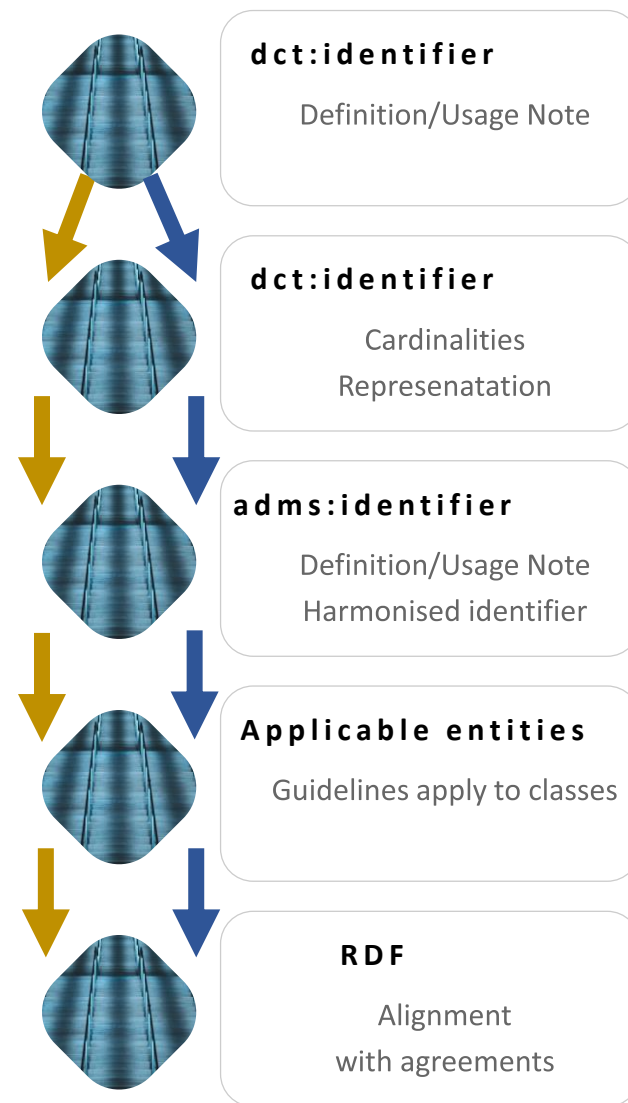 dct:identifier
Definition/Usage Note
dct:identifier
Cardinalities
Represenatation
adms:identifier
Definition/Usage Note
Harmonised identifier
Applicable entities
Guidelines apply to classes
RDF
Alignment
with agreements